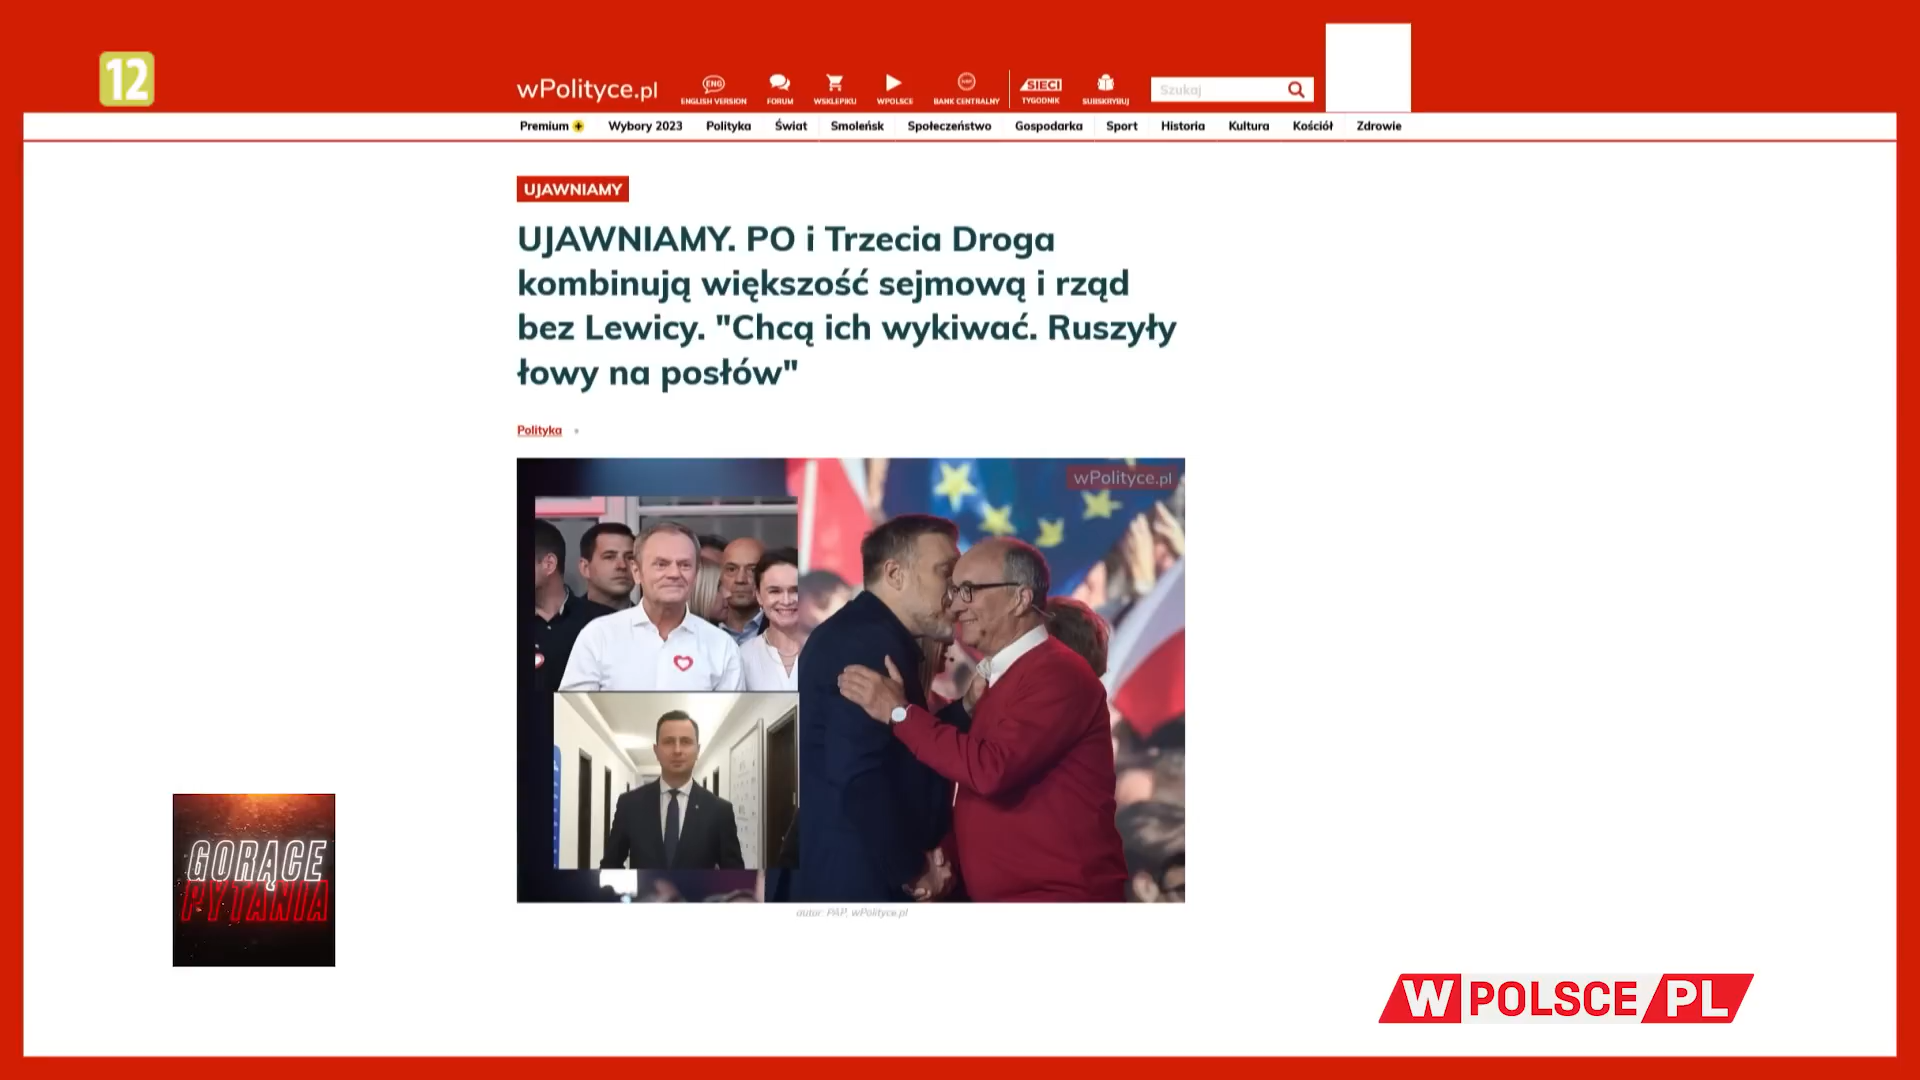 12
wPolityce.pl
ENG
ENGLISH VERSION
FORUM
WSKLEPIKU
WPOLSCE
BANK CENTRALNY
SIECI
TYGODNIK
SUBSKRYBUJ
Szukaj
Premium +
Wybory 2023
Polityka
Świat
Smoleńsk
Społeczeństwo
Gospodarka
Sport
Historia
Kultura
Kościół
Zdrowie
UJAWNIAMY
UJAWNIAMY. PO i Trzecia Droga
kombinują większość sejmową i rząd
bez Lewicy. "Chcą ich wykiwać. Ruszyły
łowy na posłów"
Polityka
wPolityce.pl
autor: PAP, wPolityce.pl
GORĄCE
PYTANIA
W POLSCE PL